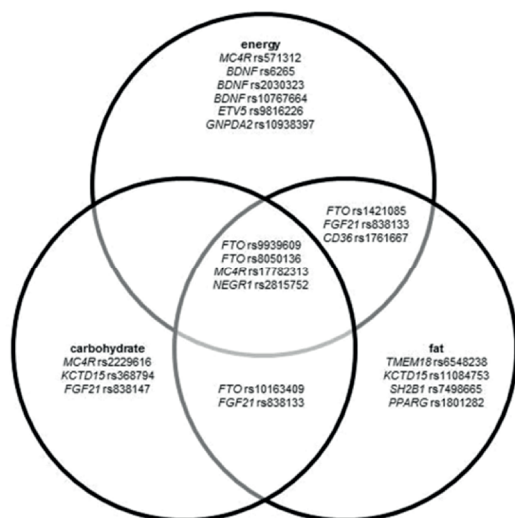 energy
MC4R rs571312
BDNF rs6265
BDNF rs2030323
BDNF rs10767664
ETV5 rs9816226
GNPDA2 rs10938397
FTO rs1421085
FGF21 rs838133
CD36 rs1761667
FTO rs9939609
FTO rs8050136
MC4R rs17782313
NEGR1 rs2815752
carbohydrate
MC4R rs2229616
KCTD15 rs368794
FGF21 rs838147
fat
TMEM18 rs6548238
KCTD15 rs11084753
SH2B1 rs7498665
PPARG rs1801282
FTO rs10163409
FGF21 rs838133